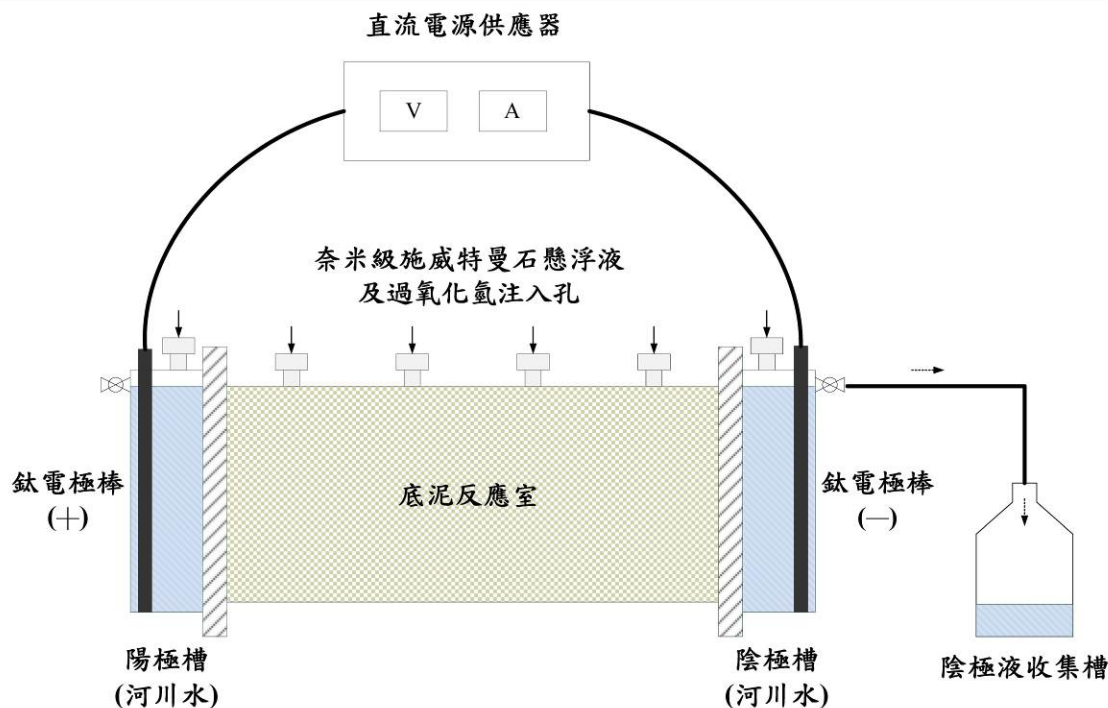 直流電源供應器
V
A
奈米級施威特曼石懸浮液
及過氧化氫注入孔
鈦電極棒
(+)
底泥反應室
鈦電極棒
(—)
陽極槽
(河川水)
陰極槽
(河川水)
陰極液收集槽